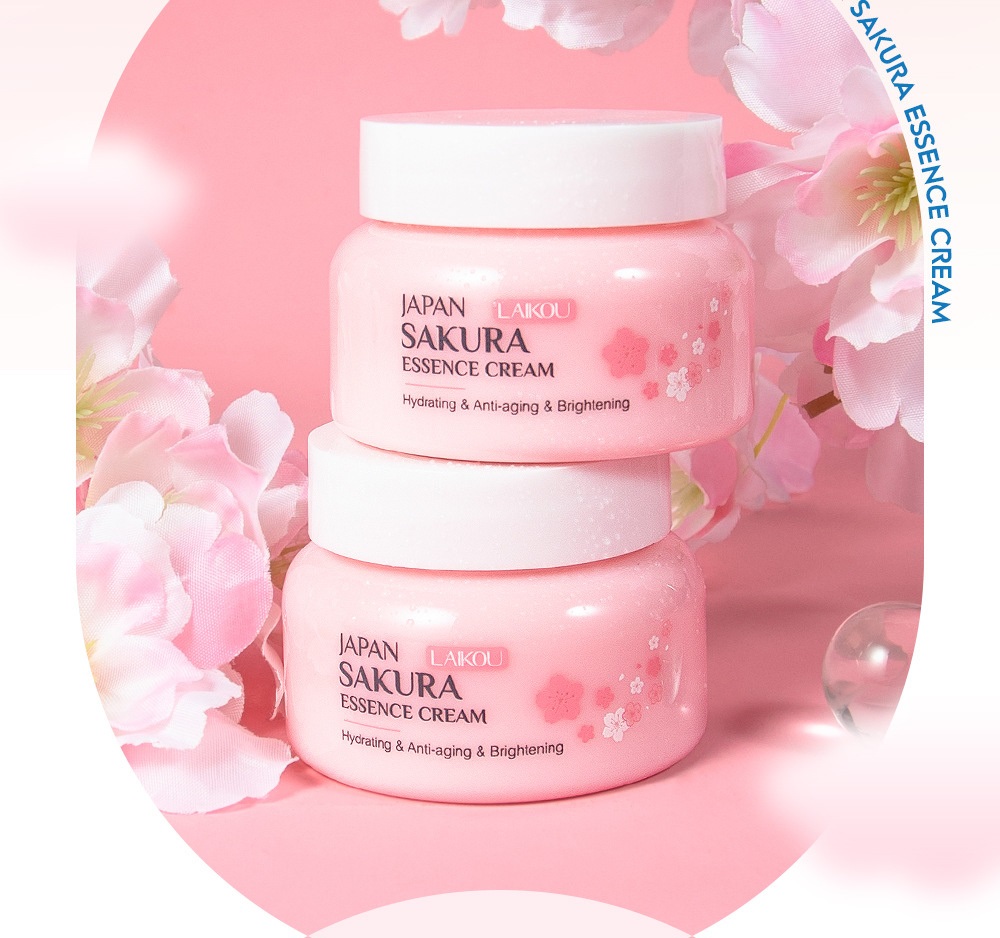 SAKURA ESSENCE CREAM
JAPAN LAIKOU
SAKURA
ESSENCE CREAM
Hydrating & Anti-aging & Brightening
JAPAN LAIKOU
SAKURA
ESSENCE CREAM
Hydrating & Anti-aging & Brightening